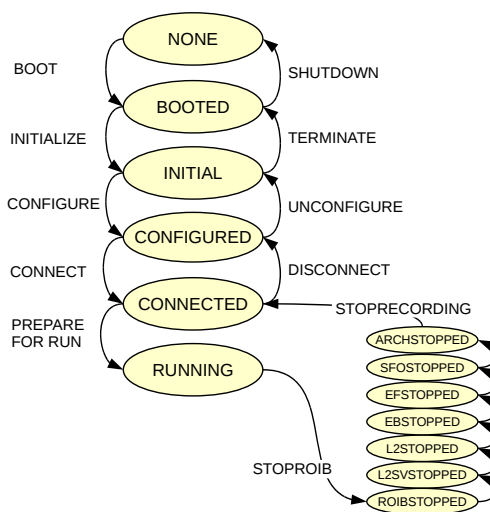 NONE
BOOT
SHUTDOWN
BOOTED
INITIALIZE
TERMINATE
INITIAL
CONFIGURE
UNCONFIGURE
CONFIGURED
CONNECT
DISCONNECT
CONNECTED
STOPRECORDING
PREPARE
FOR RUN
ARCHSTOPPED
RUNNING
SFOSTOPPED
EFSTOPPED
EBSTOPPED
L2STOPPED
STOPROIB
L2SVSTOPPED
ROIBSTOPPED